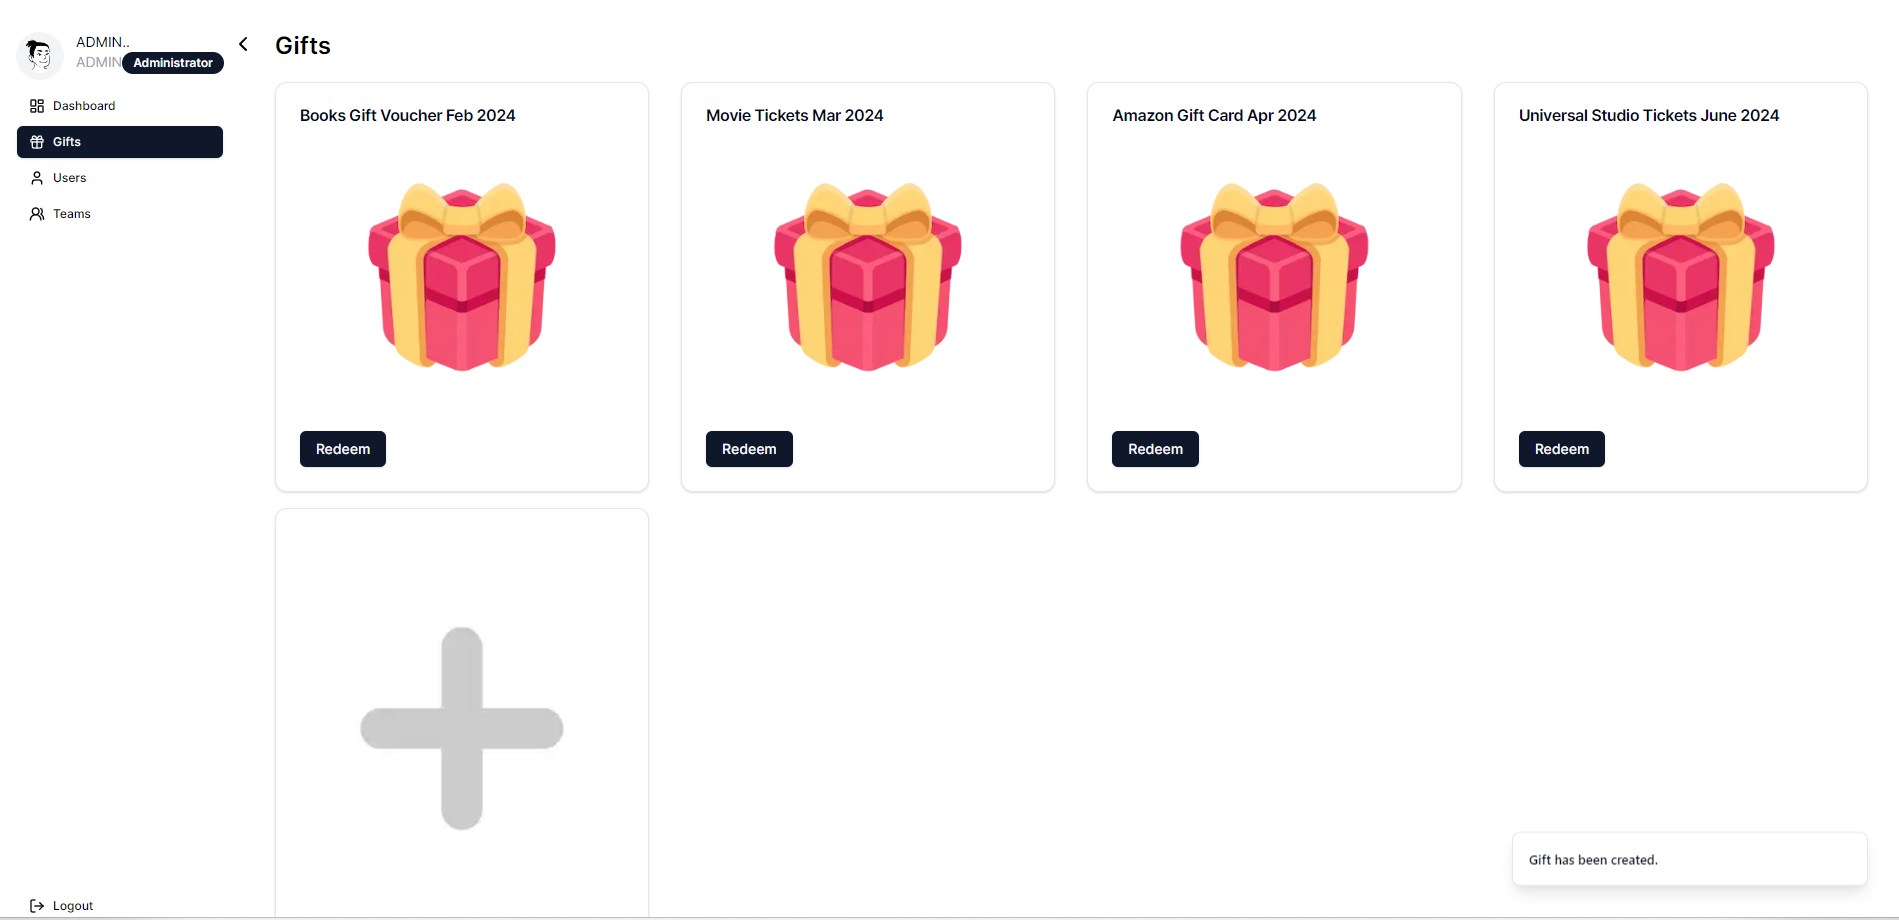 ADMIN..
ADMIN Administrator
Dashboard
Gifts
Users
Teams
Logout
Gifts
Books Gift Voucher Feb 2024
Redeem
Movie Tickets Mar 2024
Redeem
Amazon Gift Card Apr 2024
Redeem
Universal Studio Tickets June 2024
Redeem
Gift has been created.